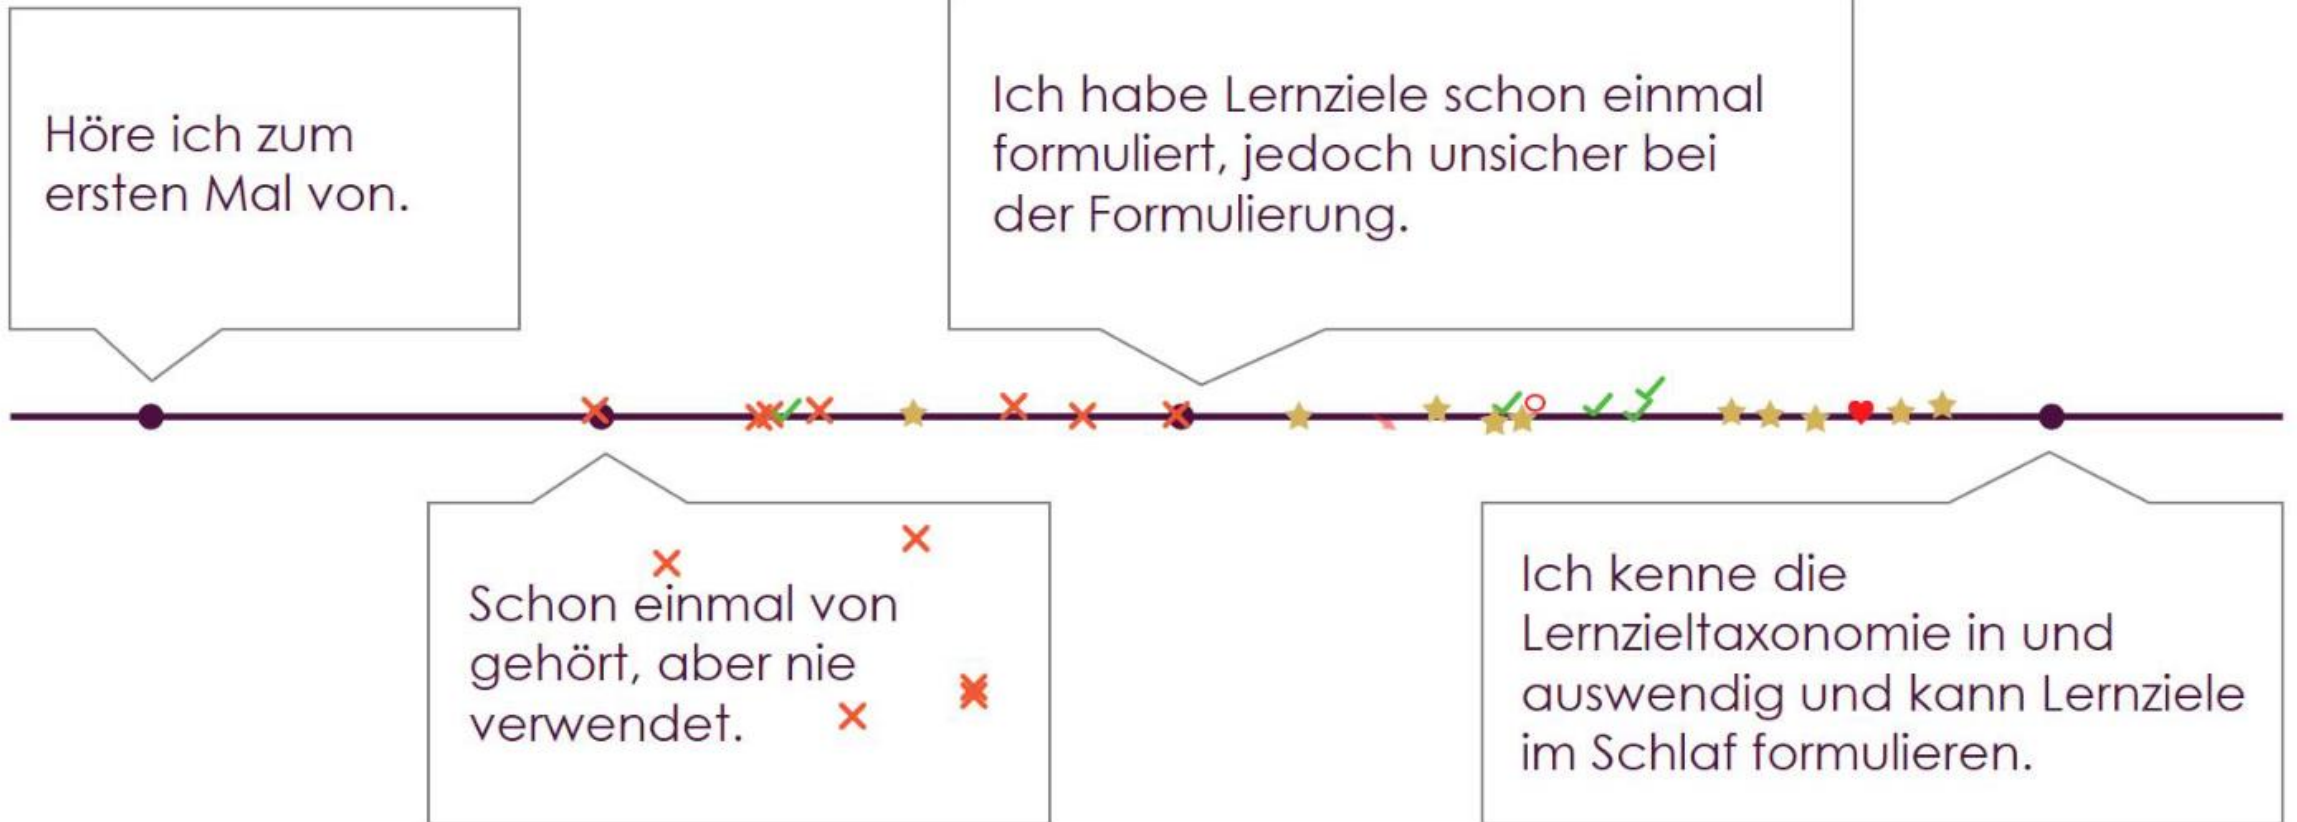 Höre ich zum
ersten Mal von.
Ich habe Lernziele schon einmal
formuliert, jedoch unsicher bei
der Formulierung.
Schon einmal von
gehört, aber nie
verwendet.
Ich kenne die
Lernzieltaxonomie in und
auswendig und kann Lernziele
im Schlaf formulieren.